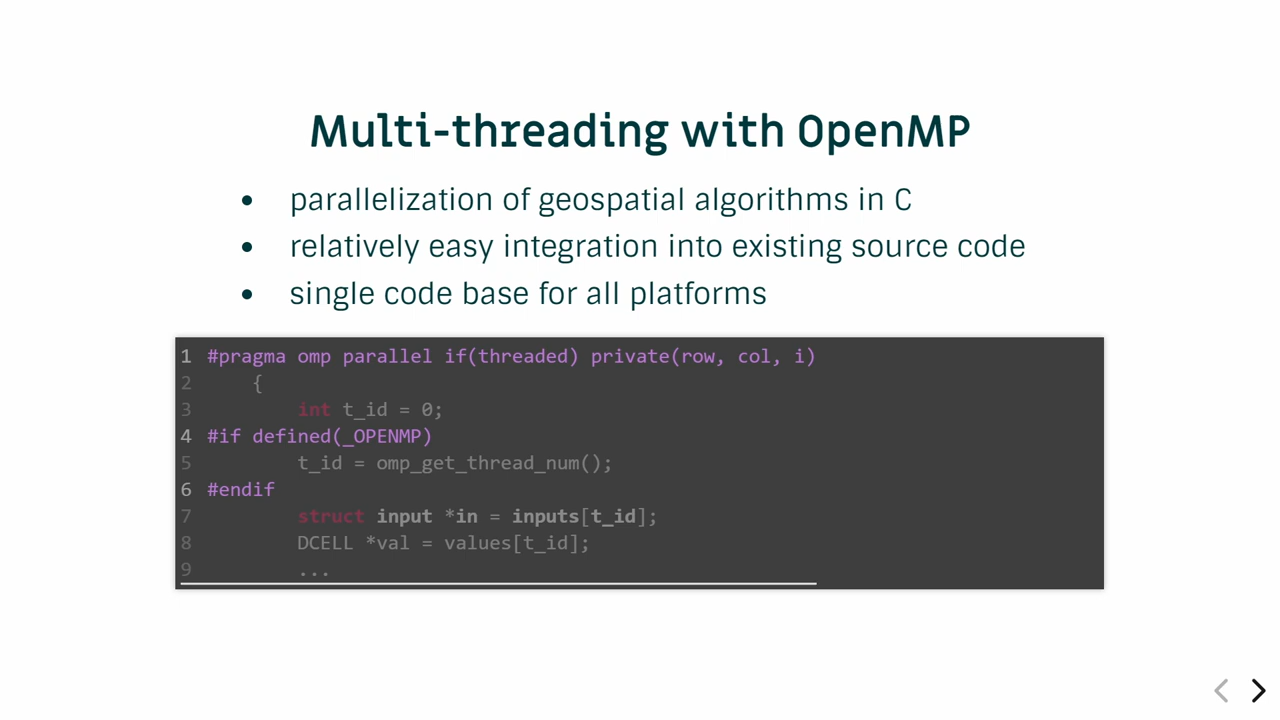 Multi-threading with OpenMP
• parallelization of geospatial algorithms in C
• relatively easy integration into existing source code
• single code base for all platforms
1 #pragma omp parallel if(threaded) private(row, col, i)
2     {
3         int t_id = 0;
4 #if defined(_OPENMP)
5         t_id = omp_get_thread_num();
6 #endif
7         struct input *in = inputs[t_id];
8         DCELL *val = values[t_id];
9         ...